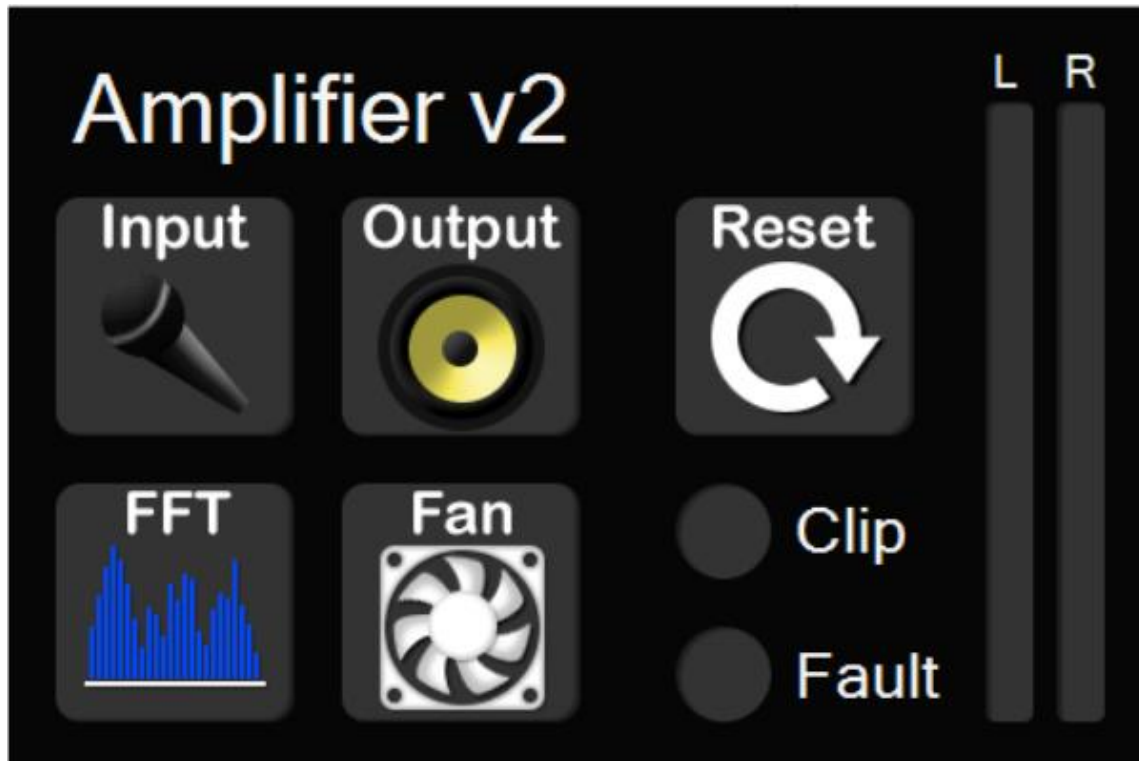 Amplifier v2
L R
Input Output Reset
FFT Fan
Clip
Fault